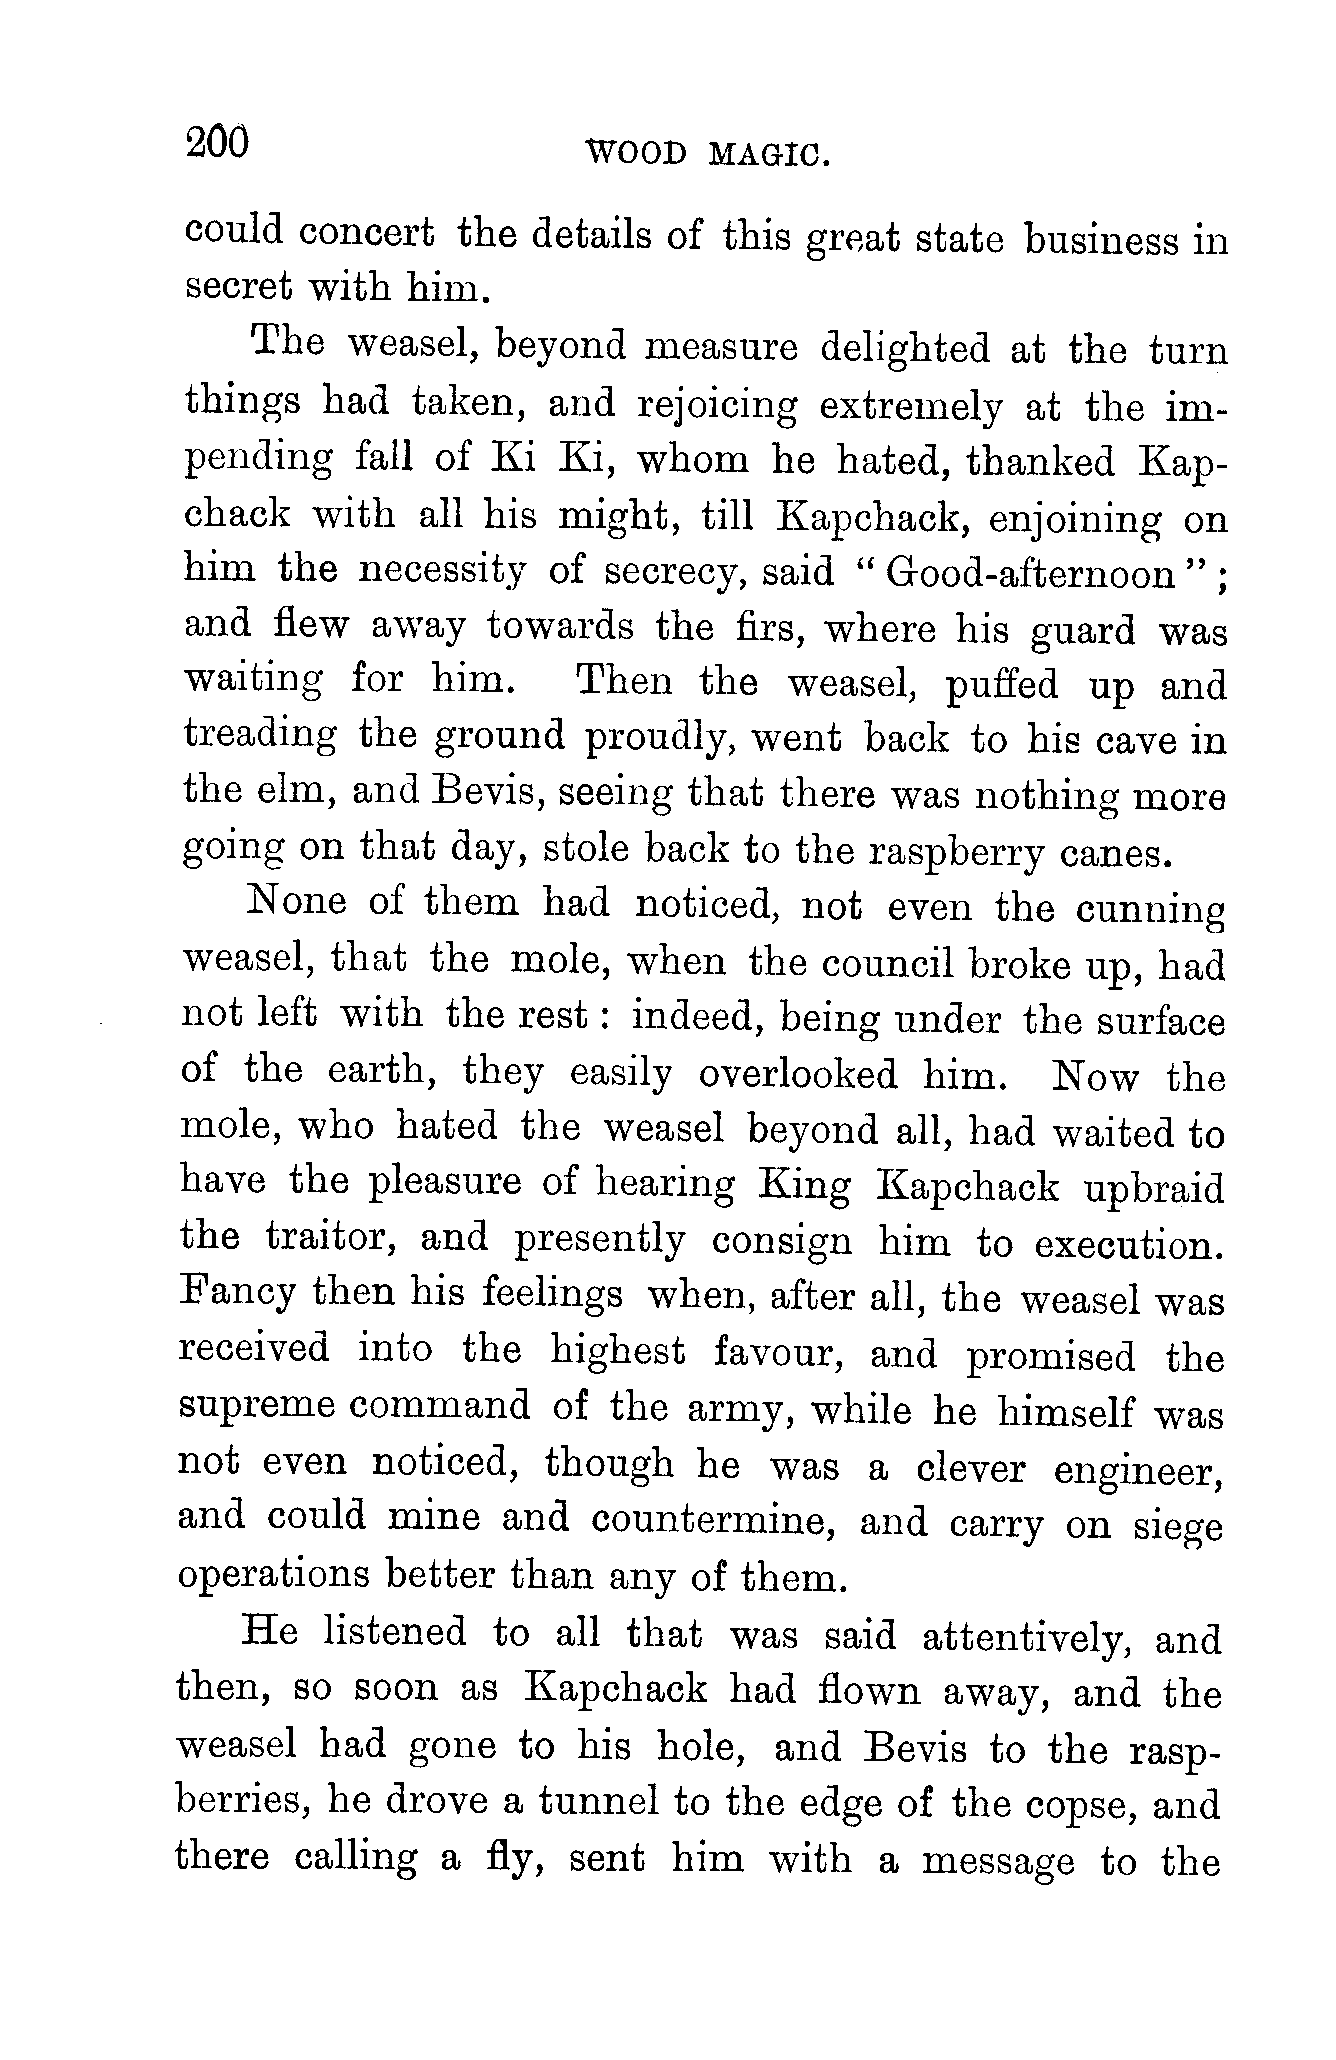 200
WOOD MAGIC.
could concert the details of this great state business in
secret with him.
The weasel, beyond measure delighted at the turn
things had taken, and rejoicing extremely at the im-
pending fall of Ki Ki, whom he hated, thanked Kap-
chack with all his might, till Kapchack, enjoining on
him the necessity of secrecy, said "Good-afternoon";
and flew away towards the firs, where his guard was
waiting for him. Then the weasel, puffed up and
treading the ground proudly, went back to his cave in
the elm, and Bevis, seeing that there was nothing more
going on that day, stole back to the raspberry canes.
None of them had noticed, not even the cunning
weasel, that the mole, when the council broke up, had
not left with the rest: indeed, being under the surface
of the earth, they easily overlooked him. Now the
mole, who hated the weasel beyond all, had waited to
have the pleasure of hearing King Kapchack upbraid
the traitor, and presently consign him to execution.
Fancy then his feelings when, after all, the weasel was
received into the highest favour, and promised the
supreme command of the army, while he himself was
not even noticed, though he was a clever engineer,
and could mine and countermine, and carry on siege
operations better than any of them.
He listened to all that was said attentively, and
then, so soon as Kapchack had flown away, and the
weasel had gone to his hole, and Bevis to the rasp-
berries, he drove a tunnel to the edge of the copse, and
there calling a fly, sent him with a message to the